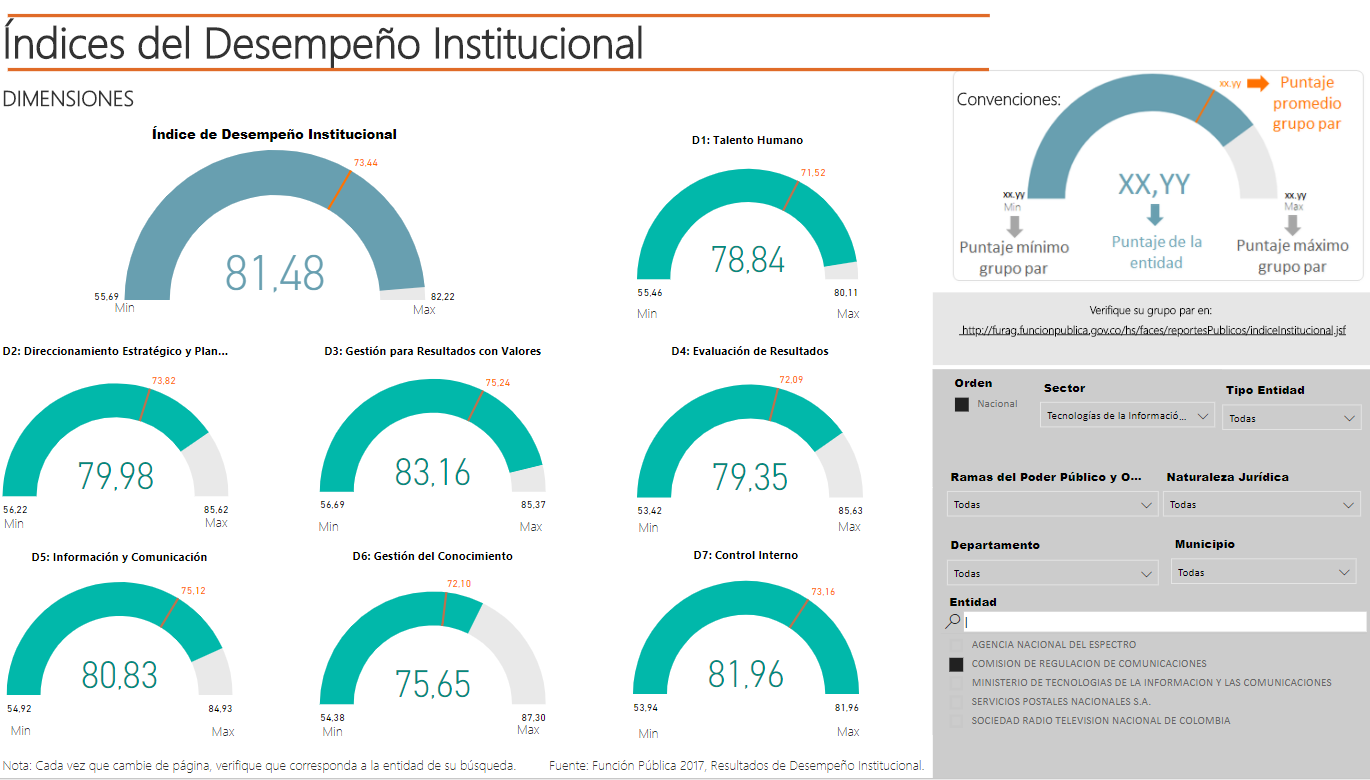 Índices del Desempeño Institucional
DIMENSIONES
Índice de Desempeño Institucional
73.44
81,48
55,69
Min
82,22
Max
D1: Talento Humano
71.52
78,84
55,46
Min
80,11
Max
Convenciones:
xx.yy
Puntaje
promedio
grupo par
XX,YY
xx.yy
Min
xx.yy
Max
Puntaje mínimo
grupo par
Puntaje de la
entidad
Puntaje máximo
grupo par
Verifique su grupo par en:
http://furag.funcionpublica.gov.co/hs/faces/reportesPublicos/indiceInstitucional.jsf
D2: Direccionamiento Estratégico y Plan...
73,82
79,98
56,22
Min
85,62
Max
D3: Gestión para Resultados con Valores
75,24
83,16
56,69
Min
85,37
Max
D4: Evaluación de Resultados
72,09
79,35
53,42
Min
85,63
Max
D5: Información y Comunicación
75,12
80,83
54,92
Min
84,93
Max
D6: Gestión del Conocimiento
72,10
75,65
54,38
Min
87,30
Max
D7: Control Interno
73,16
81,96
53,94
Min
81,96
Max
Orden
Nacional
Sector
Tecnologías de la Informació...
Tipo Entidad
Todas
Ramas del Poder Público y O...
Todas
Naturaleza Jurídica
Todas
Departamento
Todas
Municipio
Todas
Entidad
AGENCIA NACIONAL DEL ESPECTRO
COMISION DE REGULACION DE COMUNICACIONES
MINISTERIO DE TECNOLOGIAS DE LA INFORMACION Y LAS COMUNICACIONES
SERVICIOS POSTALES NACIONALES S.A.
SOCIEDAD RADIO TELEVISION NACIONAL DE COLOMBIA
Nota: Cada vez que cambie de página, verifique que corresponda a la entidad de su búsqueda.
Fuente: Función Pública 2017, Resultados de Desempeño Institucional.